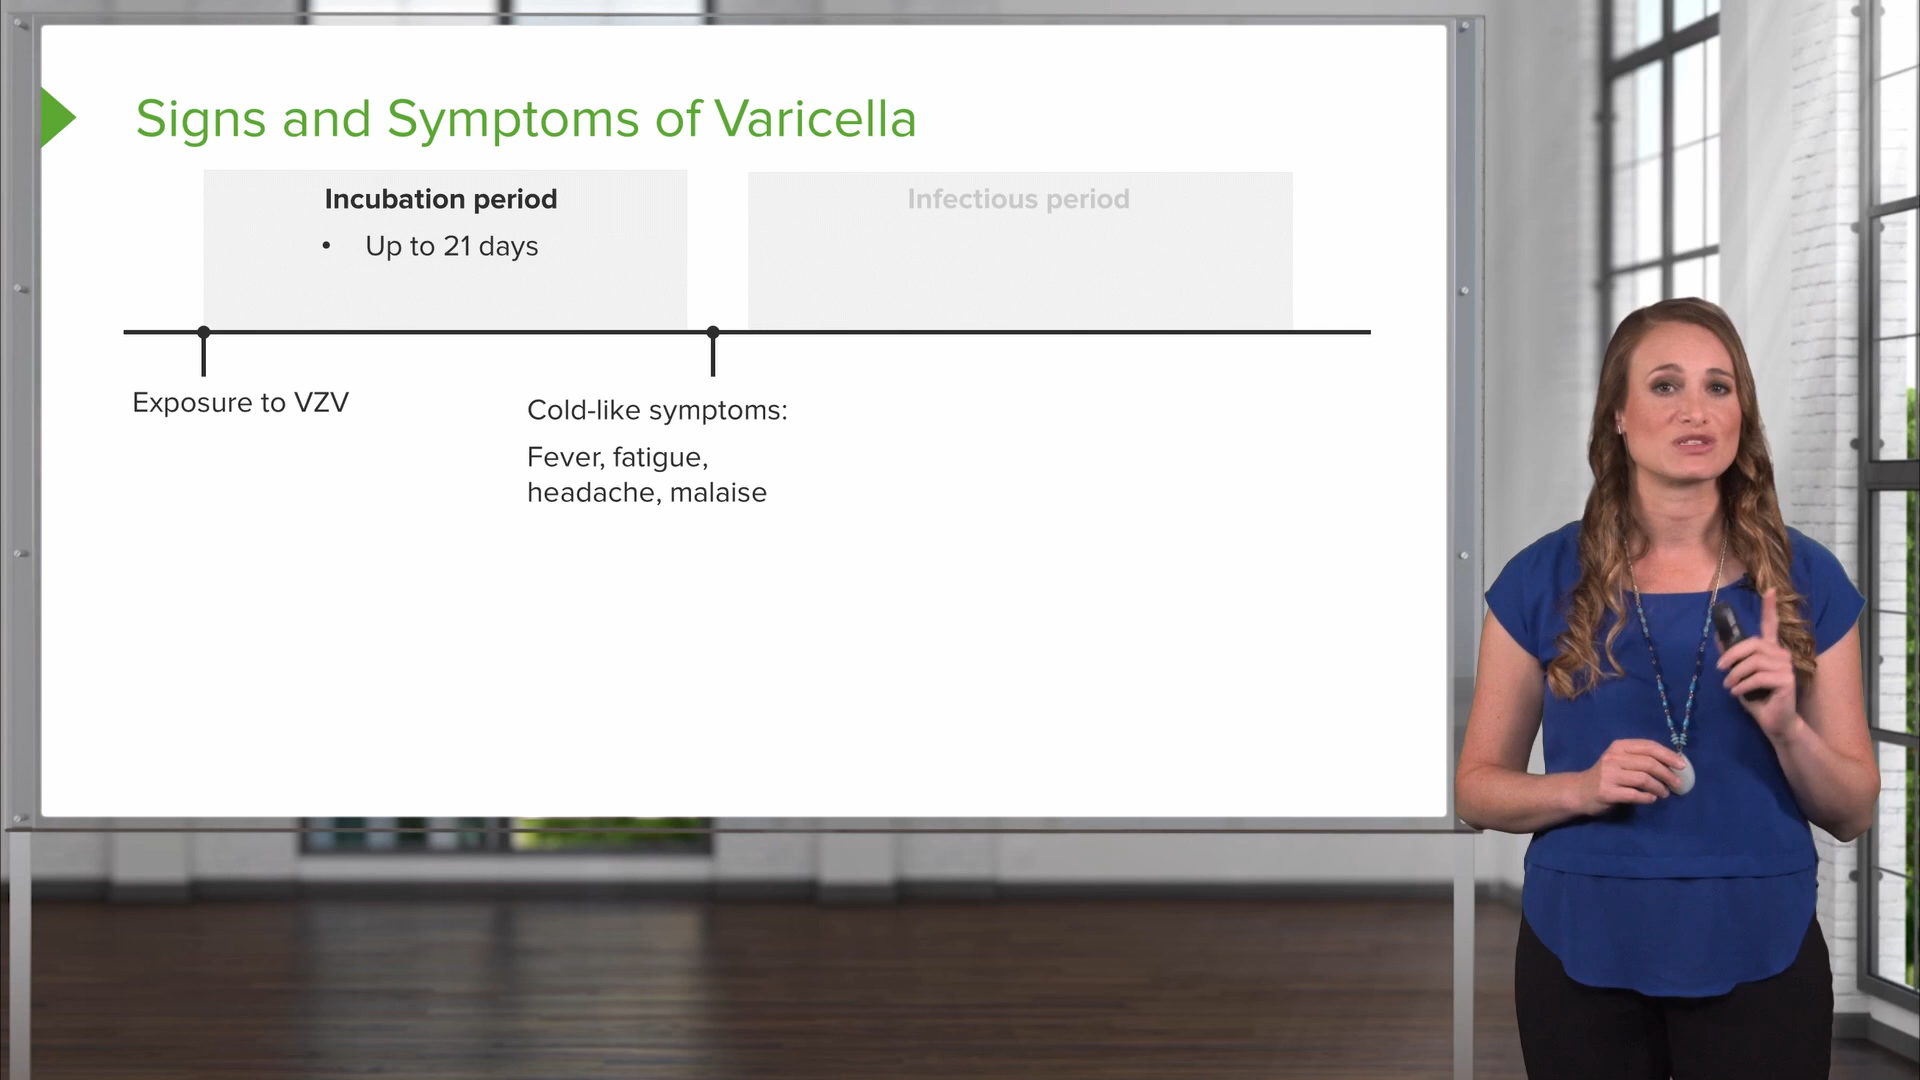 Signs and Symptoms of Varicella
Incubation period
• Up to 21 days
Infectious period
Exposure to VZV
Cold-like symptoms:
Fever, fatigue,
headache, malaise